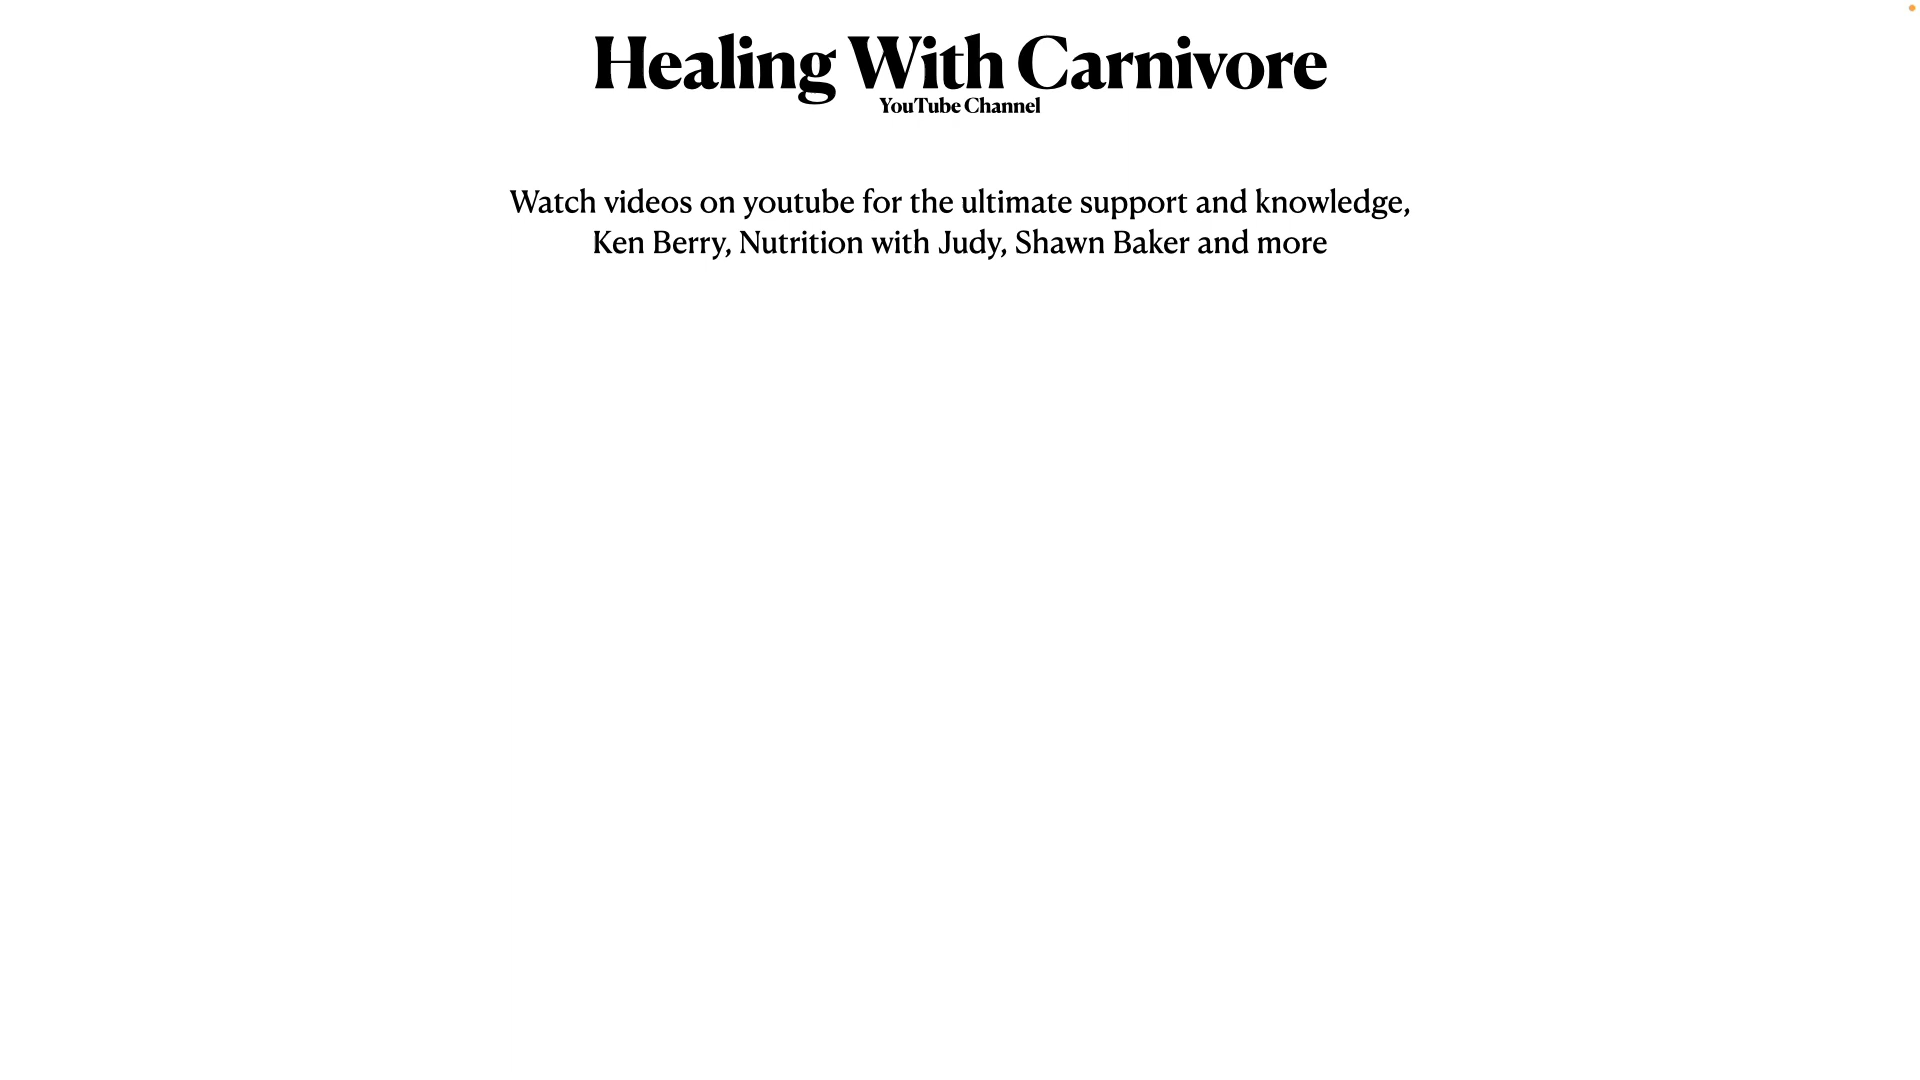 Healing With Carnivore
YouTube Channel
Watch videos on youtube for the ultimate support and knowledge,
Ken Berry, Nutrition with Judy, Shawn Baker and more